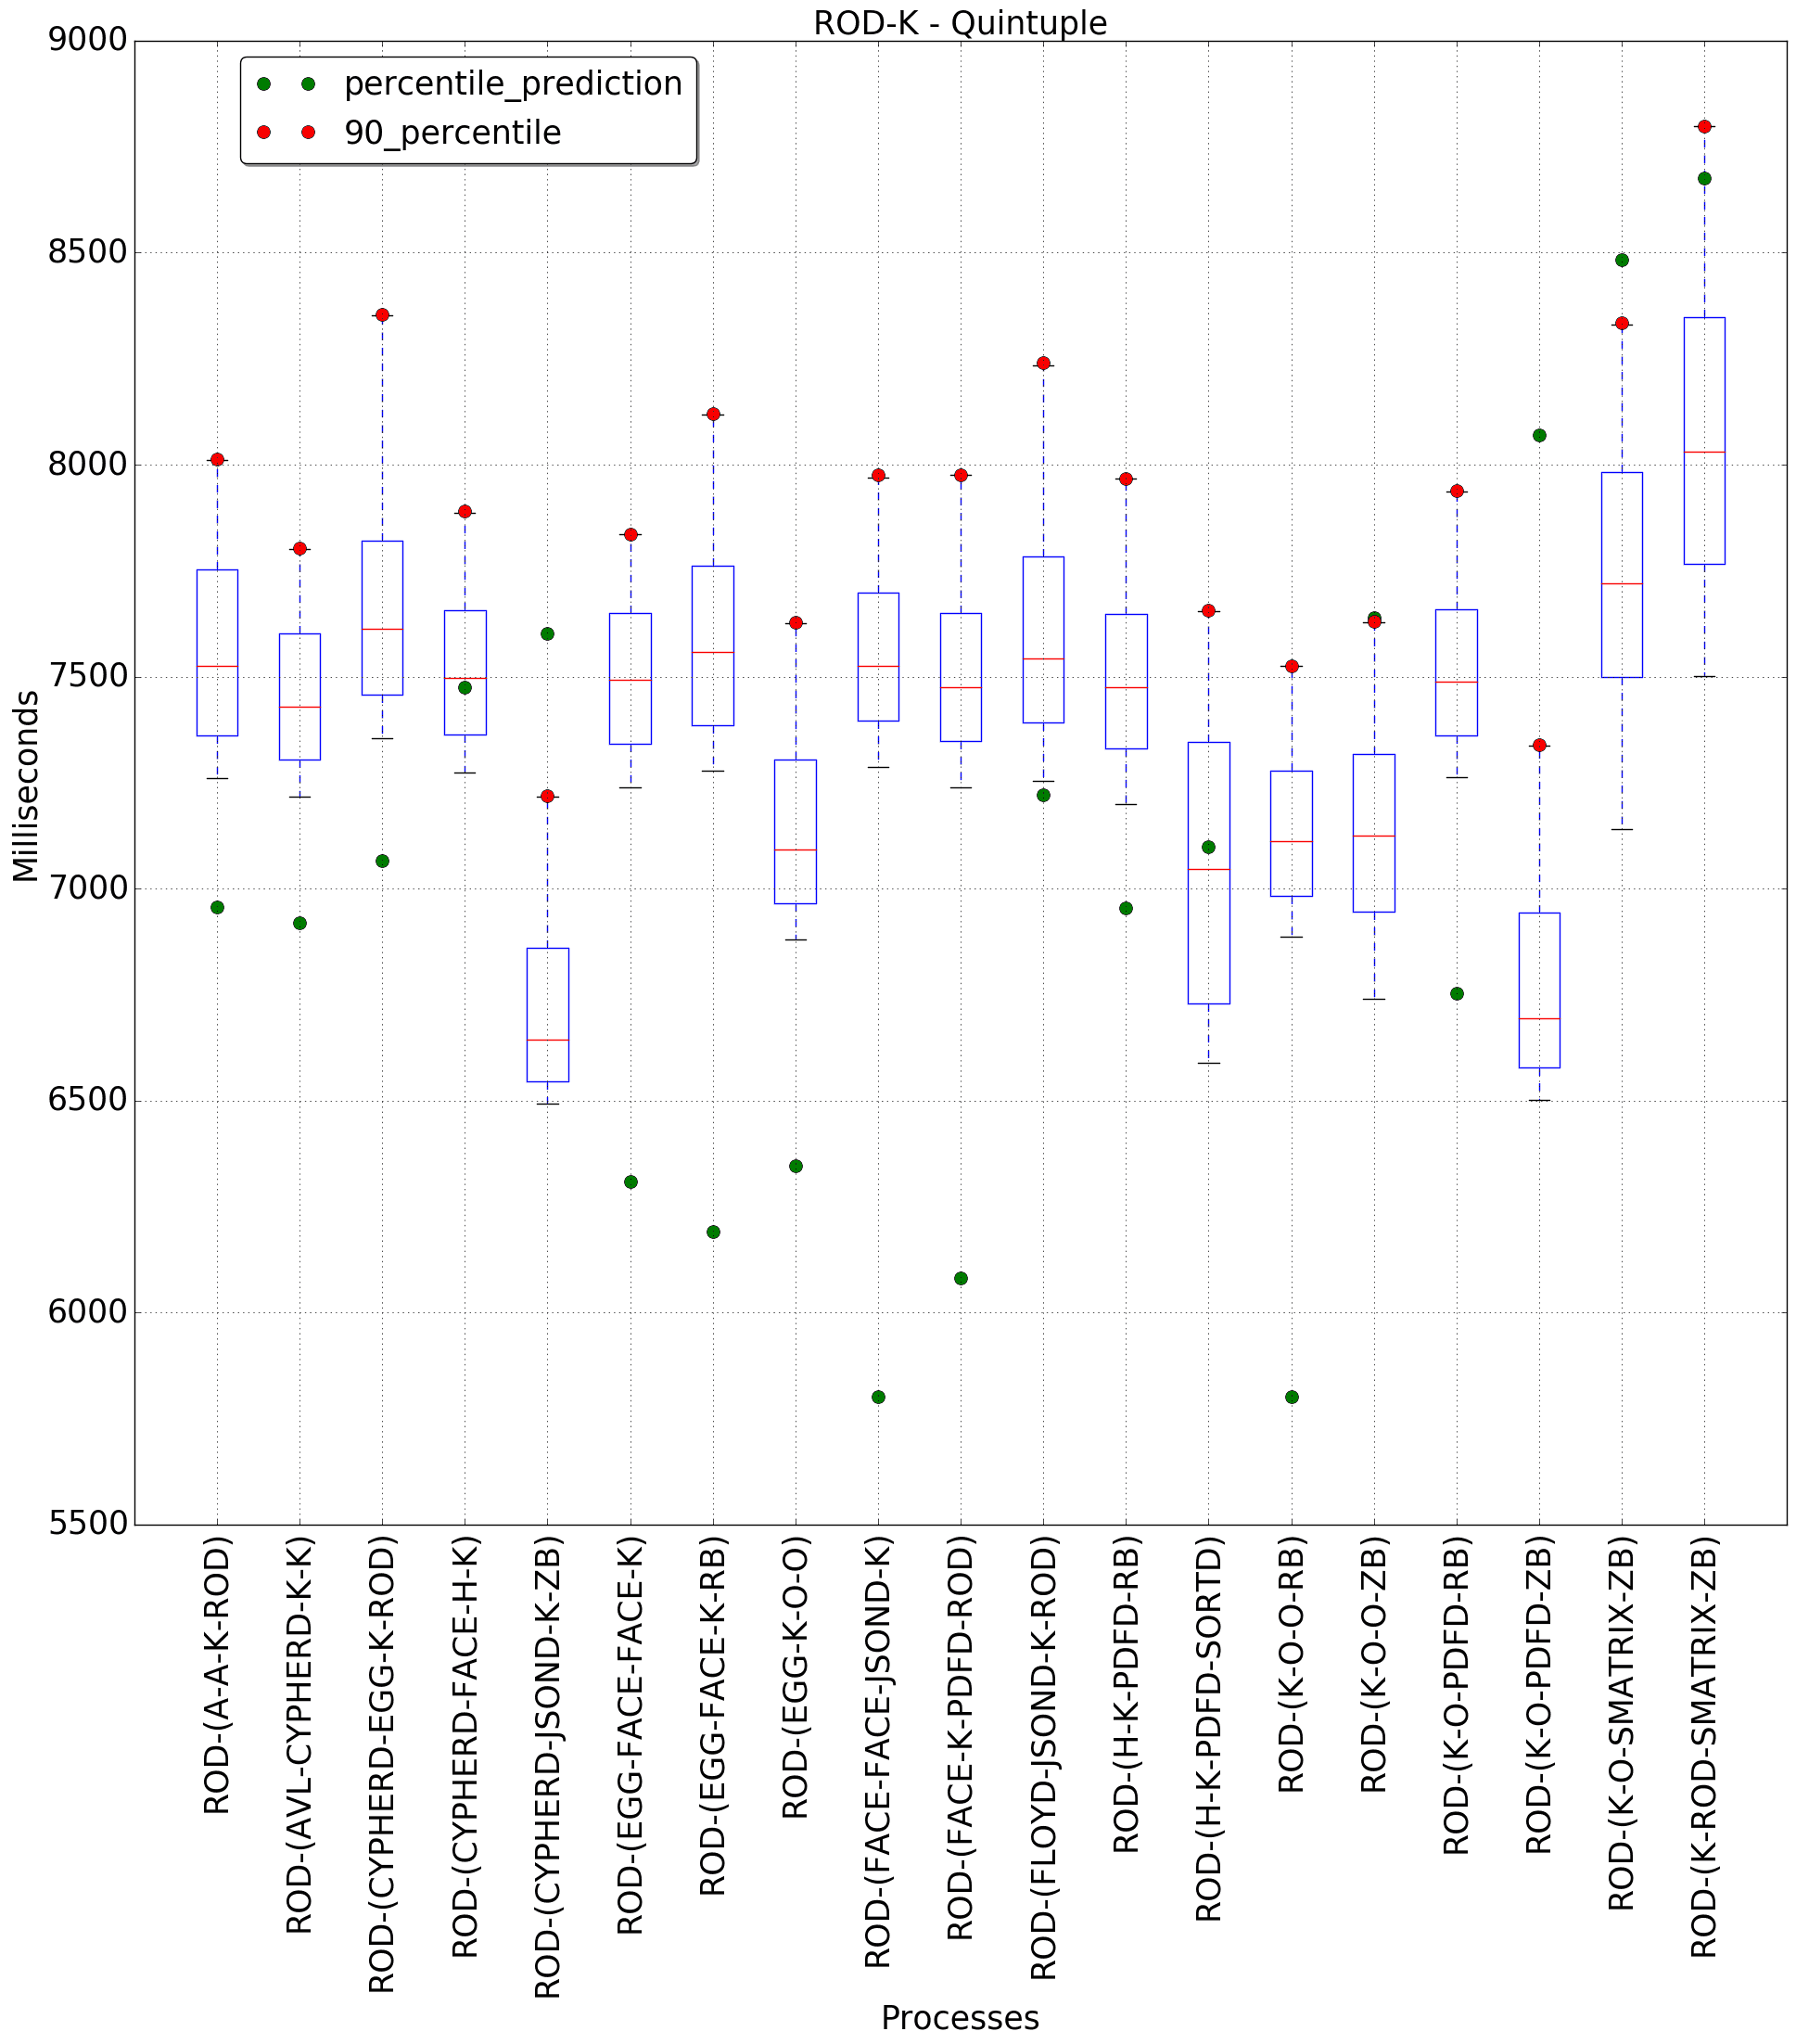 ROD-K - Quintuple
percentile_prediction
90_percentile
9000
8500
8000
7500
7000
6500
6000
5500
Milliseconds
ROD-(A-A-K-ROD)
ROD-(AVL-CYPHERD-K-K)
ROD-(CYPHERD-EGG-K-ROD)
ROD-(CYPHERD-FACE-H-K)
ROD-(CYPHERD-JSOND-K-ZB)
ROD-(EGG-FACE-FACE-K)
ROD-(EGG-FACE-K-RB)
ROD-(EGG-K-O-O)
ROD-(FACE-FACE-JSOND-K)
ROD-(FACE-K-PDFD-ROD)
ROD-(FLOYD-JSOND-K-ROD)
ROD-(H-K-PDFD-RB)
ROD-(H-K-PDFD-SORTD)
ROD-(K-O-O-RB)
ROD-(K-O-O-ZB)
ROD-(K-O-PDFD-RB)
ROD-(K-O-PDFD-ZB)
ROD-(K-O-SMATRIX-ZB)
ROD-(K-ROD-SMATRIX-ZB)
Processes